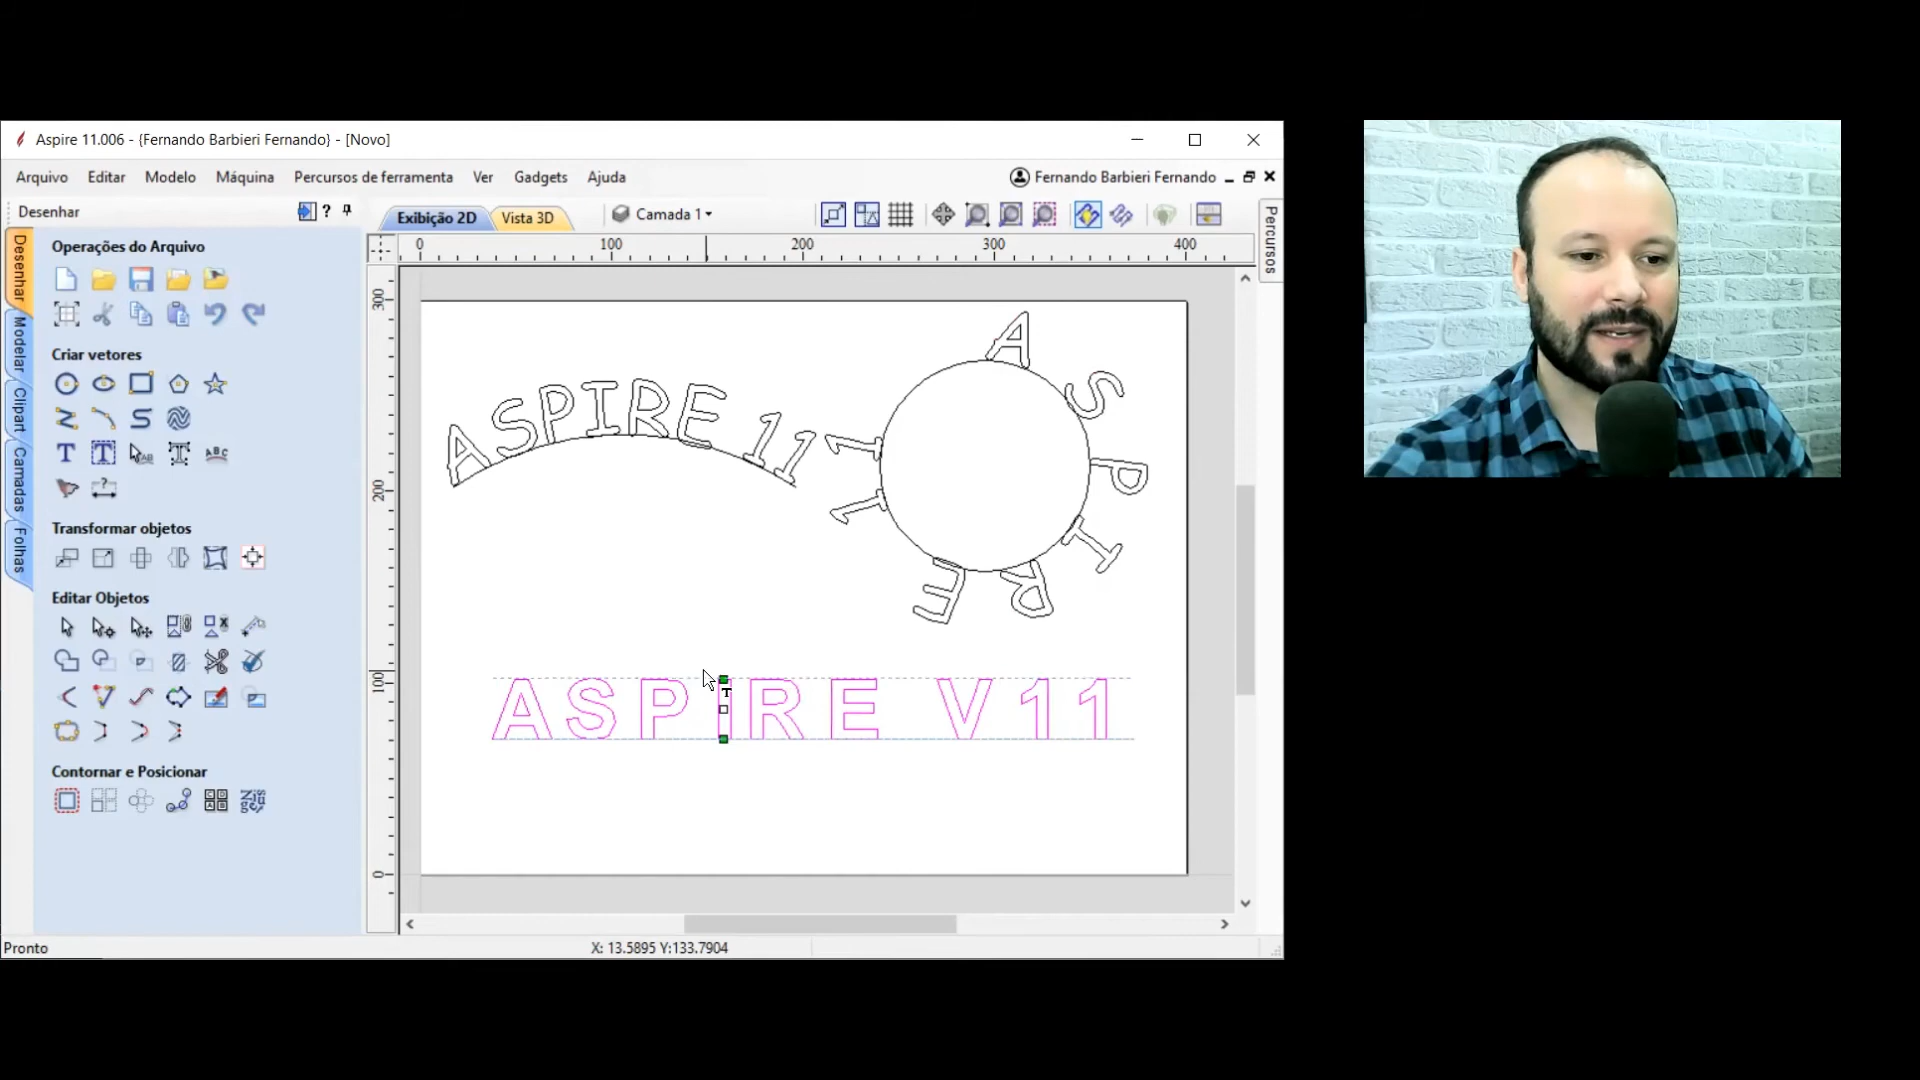 Aspire 11.006 - {Fernando Barbieri Fernando} - [Novo]
Arquivo Editar Modelo Máquina Percursos de ferramenta Ver Gadgets Ajuda Fernando Barbieri Fernando
Desenhar ?
Exibição 2D Vista 3D Camada 1
Percursos
0 100 200 300 400
300
200
100
0
Desenhar
Modelar
Clipart
Camadas
Folhas
Operações do Arquivo
Criar vetores
T T AB T ABC
?
Transformar objetos
Editar Objetos
Contornar e Posicionar
ASPIRE 11
ASPIRE 11
ASPIRE V11
T
Pronto
X: 13.5895 Y:133.7904